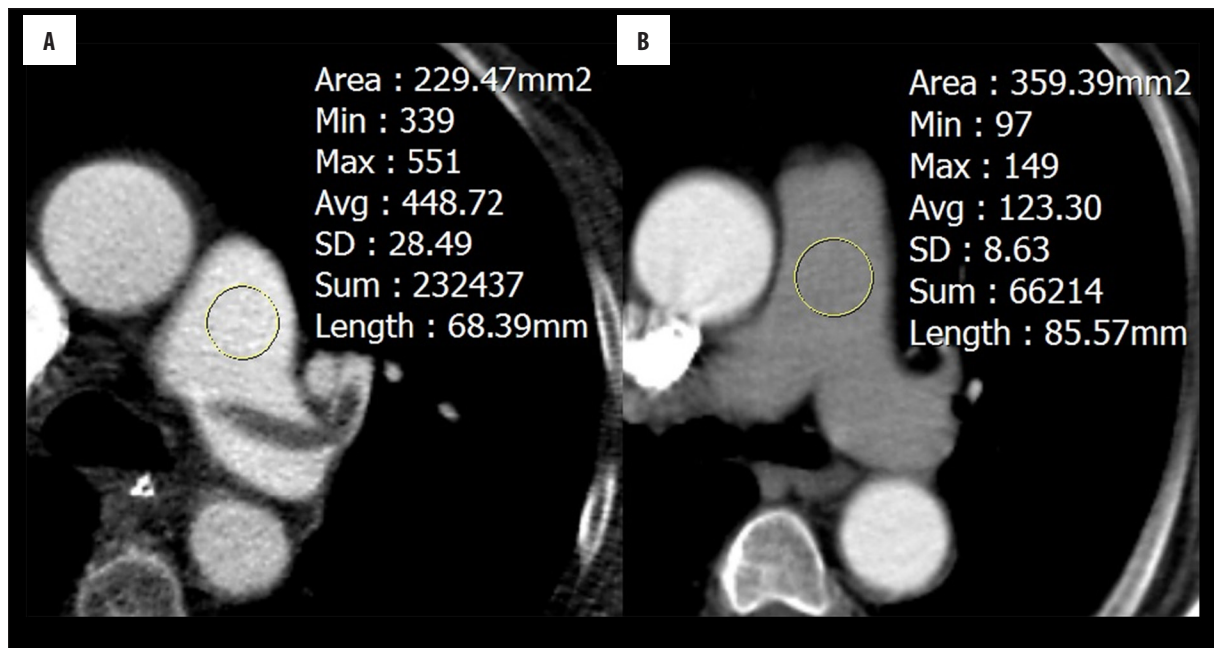 A
Area : 229.47mm2
Min : 339
Max : 551
Avg : 448.72
SD : 28.49
Sum : 232437
Length : 68.39mm
B
Area : 359.39mm2
Min : 97
Max : 149
Avg : 123.30
SD : 8.63
Sum : 66214
Length : 85.57mm